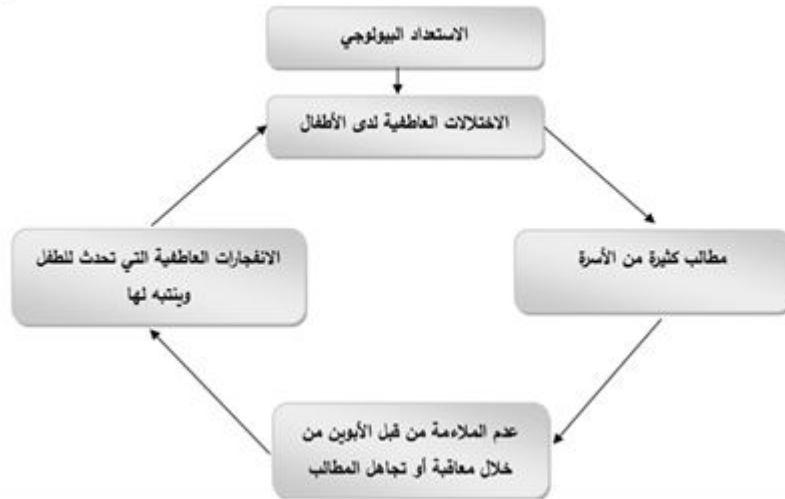 الاستعداد البيولوجي
الاختلالات العاطفية لدى الأطفال
مطالب كثيرة من الأسرة
عدم الملاءمة من قبل الأبوين من
خلال معاقبة أو تجاهل المطالب
الانفجارات العاطفية التي تحدث للطفل
وينتبه لها